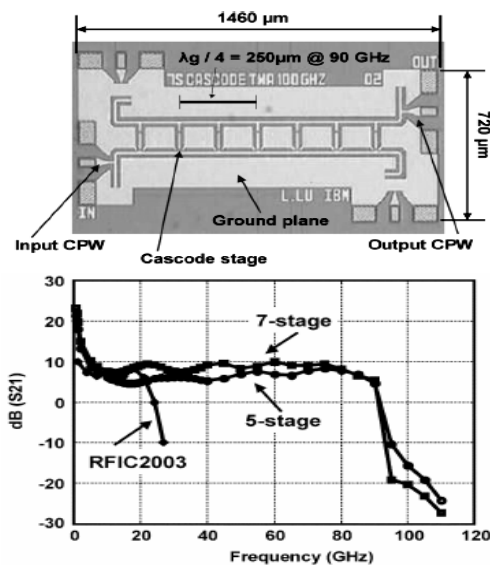 1460 µm
λg / 4 = 250µm @ 90 GHz
OUT
7S CASCODE TWA 100GHZ
02
720 µm
L.LU IBM
IN
Ground plane
Input CPW
Output CPW
Cascode stage
30
20
10
0
-10
-20
-30
dB (S21)
7-stage
5-stage
RFIC2003
0
20
40
60
80
100
120
Frequency (GHz)